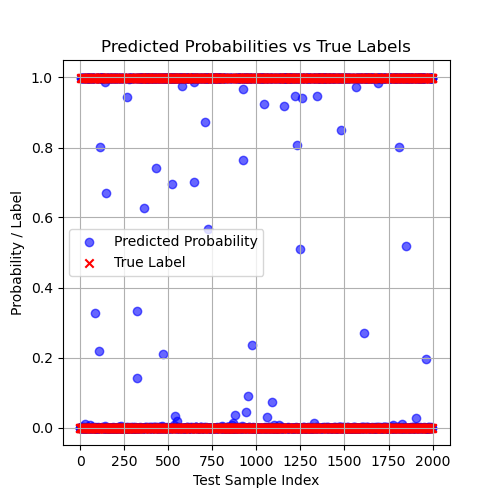 Predicted Probabilities vs True Labels
Probability / Label
1.0
0.8
0.6
0.4
0.2
0.0
Predicted Probability
True Label
0 250 500 750 1000 1250 1500 1750 2000
Test Sample Index